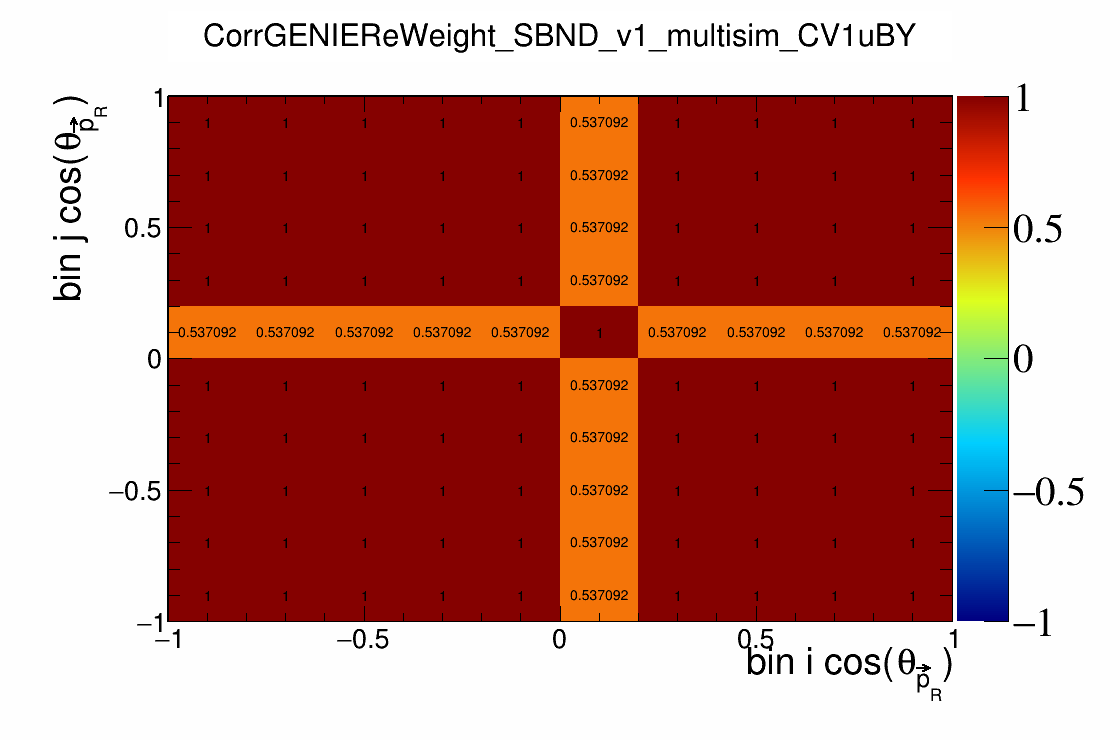 CorrGENIEReWeight_SBND_v1_multisim_CV1uBY
bin j cos(θ_p⃗_R)
1
0.5
0
−0.5
−1
1 1 1 1 1 0.537092 1 1 1 1
1 1 1 1 1 0.537092 1 1 1 1
1 1 1 1 1 0.537092 1 1 1 1
1 1 1 1 1 0.537092 1 1 1 1
0.537092 0.537092 0.537092 0.537092 0.537092 1 0.537092 0.537092 0.537092 0.537092
1 1 1 1 1 0.537092 1 1 1 1
1 1 1 1 1 0.537092 1 1 1 1
1 1 1 1 1 0.537092 1 1 1 1
1 1 1 1 1 0.537092 1 1 1 1
1 1 1 1 1 0.537092 1 1 1 1
−1 −0.5 0 0.5 1
bin i cos(θ_p⃗_R)
1
0.5
0
−0.5
−1